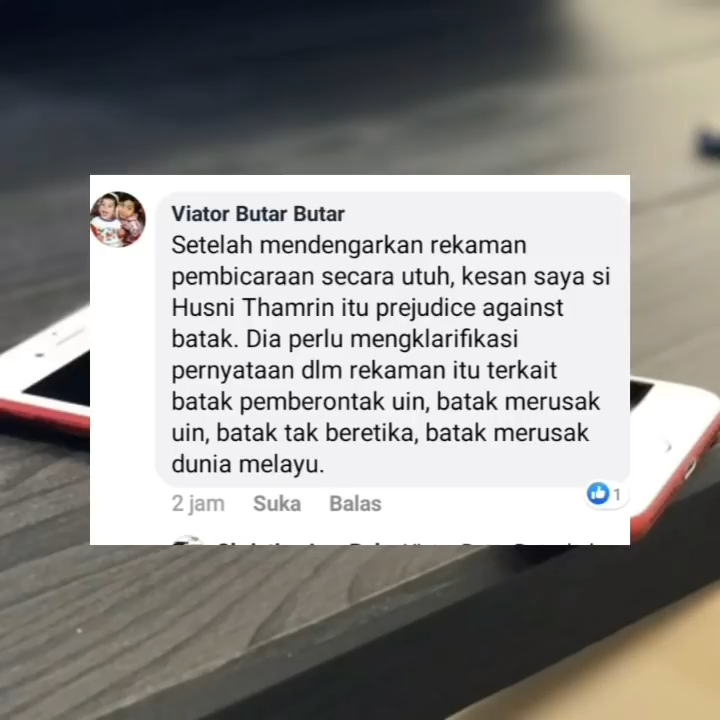 Viator Butar Butar
Setelah mendengarkan rekaman
pembicaraan secara utuh, kesan saya si
Husni Thamrin itu prejudice against
batak. Dia perlu mengklarifikasi
pernyataan dlm rekaman itu terkait
batak pemberontak uin, batak merusak
uin, batak tak beretika, batak merusak
dunia melayu.
2 jam Suka Balas 1